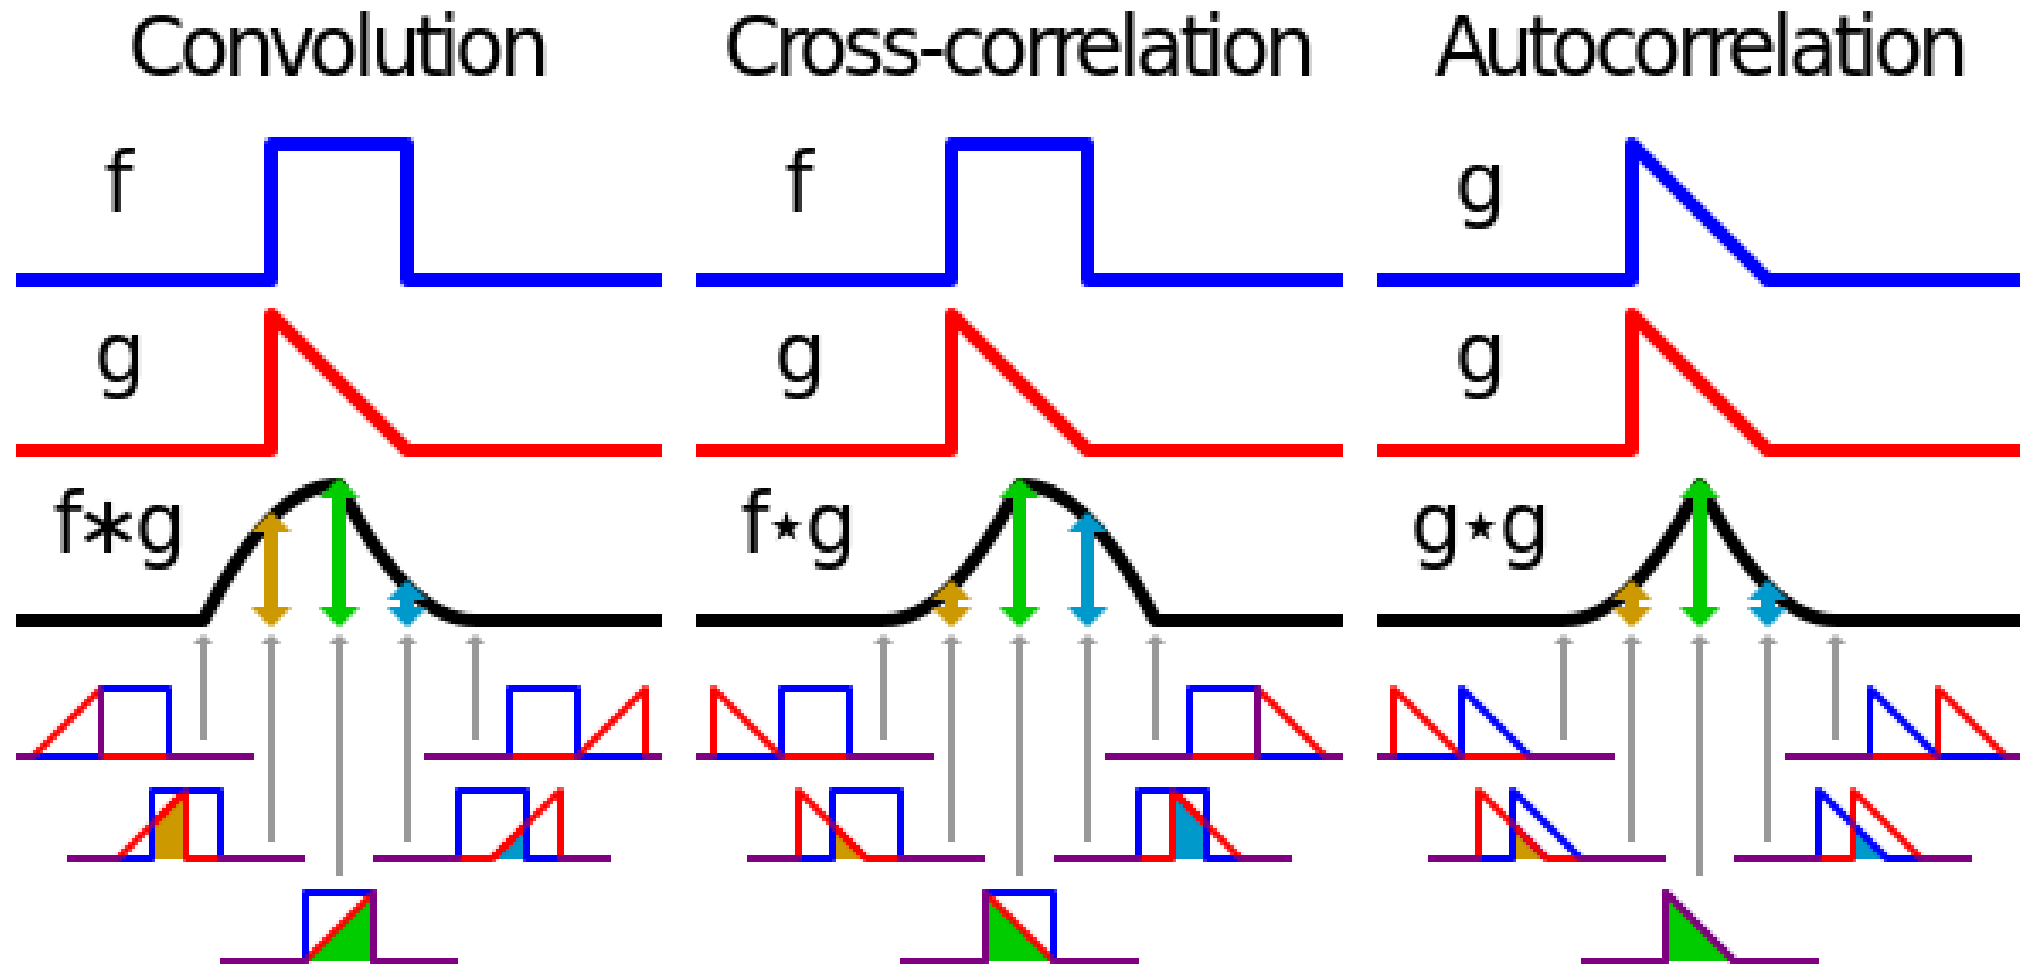 Convolution Cross-correlation Autocorrelation
f f g
g g g
f∗g f⋆g g⋆g